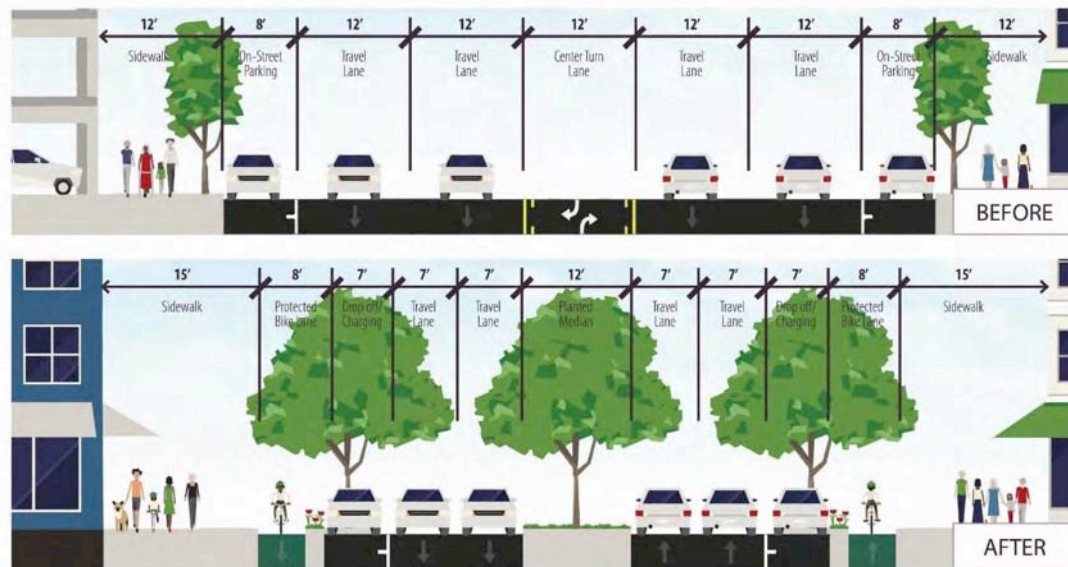 12' 8' 12' 12' 12' 12' 12' 8' 12'
Sidewalk On-Street Travel Travel Center Turn Travel Travel On-Street Sidewalk
Parking Lane Lane Lane Lane Lane Parking
BEFORE
15' 8' 7' 7' 7' 12' 7' 7' 7' 8' 15'
Sidewalk Protected Drop off/ Travel Travel Planted Travel Travel Drop off/ Protected Sidewalk
Bike Lane Charging Lane Lane Median Lane Lane Charging Bike Lane
AFTER